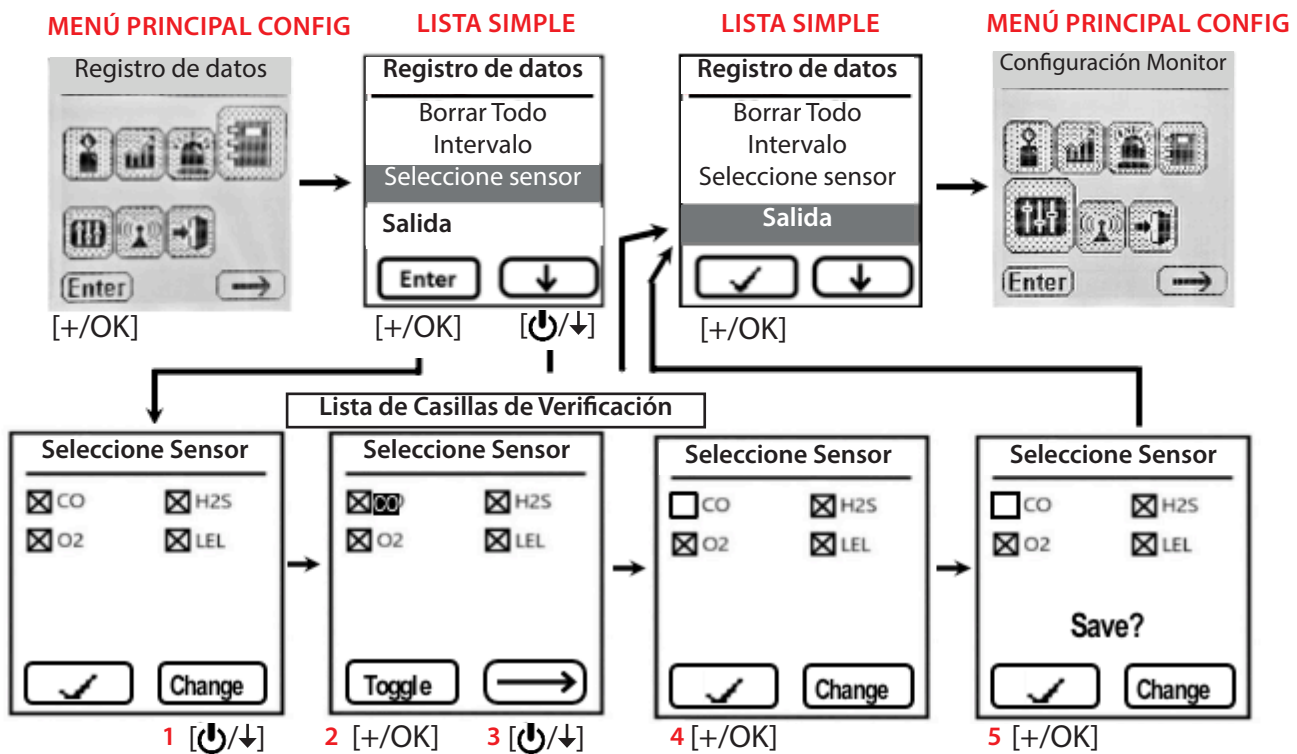 MENÚ PRINCIPAL CONFIG
Registro de datos
Enter
[+/OK]
LISTA SIMPLE
Registro de datos
Borrar Todo
Intervalo
Seleccione sensor
Salida
Enter
[+/OK] [⏻/↓]
LISTA SIMPLE
Registro de datos
Borrar Todo
Intervalo
Seleccione sensor
Salida
[+/OK]
MENÚ PRINCIPAL CONFIG
Configuración Monitor
Enter
Lista de Casillas de Verificación
Seleccione Sensor
CO H2S
O2 LEL
Change
1 [⏻/↓]
Seleccione Sensor
CO H2S
O2 LEL
Toggle
2 [+/OK] 3 [⏻/↓]
Seleccione Sensor
CO H2S
O2 LEL
Change
4 [+/OK]
Seleccione Sensor
CO H2S
O2 LEL
Save?
Change
5 [+/OK]